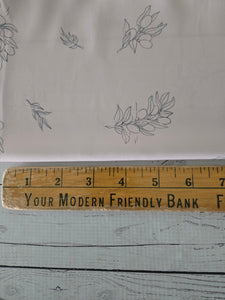 1 2 3 4 5 6 7
YOUR MODERN FRIENDLY BANK F